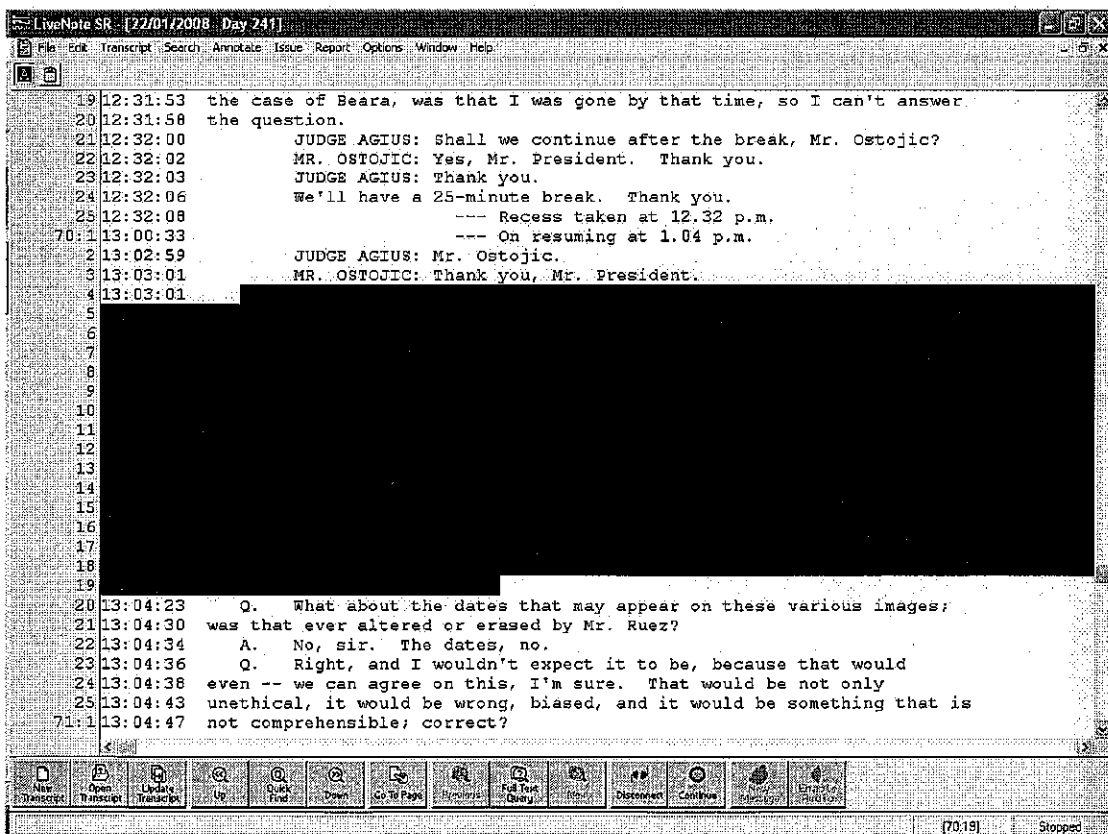 LiveNote SR - [22/01/2008 Day 241]
File Edit Transcript Search Annotate Issue Report Options Window Help
19 12:31:53 the case of Beara, was that I was gone by that time, so I can't answer
20 12:31:58 the question.
21 12:32:00 JUDGE AGIUS: Shall we continue after the break, Mr. Ostojic?
22 12:32:02 MR. OSTOJIC: Yes, Mr. President. Thank you.
23 12:32:03 JUDGE AGIUS: Thank you.
24 12:32:06 We'll have a 25-minute break. Thank you.
25 12:32:08 --- Recess taken at 12.32 p.m.
70:1 13:00:33 --- On resuming at 1.04 p.m.
2 13:02:59 JUDGE AGIUS: Mr. Ostojic.
3 13:03:01 MR. OSTOJIC: Thank you, Mr. President.
4 13:03:01
5
6
7
8
9
10
11
12
13
14
15
16
17
18
19
20 13:04:23 Q. What about the dates that may appear on these various images;
21 13:04:30 was that ever altered or erased by Mr. Ruez?
22 13:04:34 A. No, sir. The dates, no.
23 13:04:36 Q. Right, and I wouldn't expect it to be, because that would
24 13:04:38 even -- we can agree on this, I'm sure. That would be not only
25 13:04:43 unethical, it would be wrong, biased, and it would be something that is
71:1 13:04:47 not comprehensible; correct?
New Transcript Open Transcript Update Transcript Up Quick Find Down Go To Page Previous Full Text Query Next Disconnect Continue
[70:19] Stopped